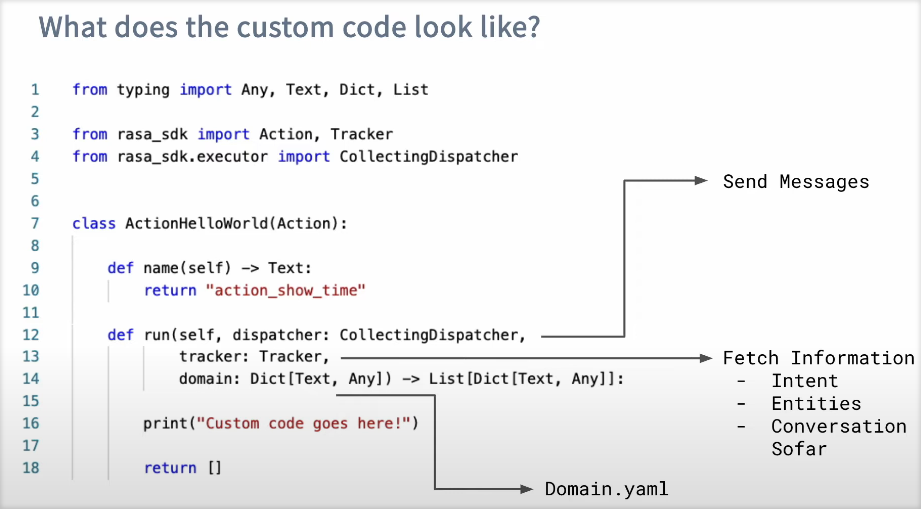 What does the custom code look like?
1 from typing import Any, Text, Dict, List
2
3 from rasa_sdk import Action, Tracker
4 from rasa_sdk.executor import CollectingDispatcher
5
6
7 class ActionHelloWorld(Action):
8
9 def name(self) -> Text:
10 return "action_show_time"
11
12 def run(self, dispatcher: CollectingDispatcher,
13 tracker: Tracker,
14 domain: Dict[Text, Any]) -> List[Dict[Text, Any]]:
15
16 print("Custom code goes here!")
17
18 return []
Send Messages
Fetch Information
- Intent
- Entities
- Conversation
Sofar
Domain.yaml